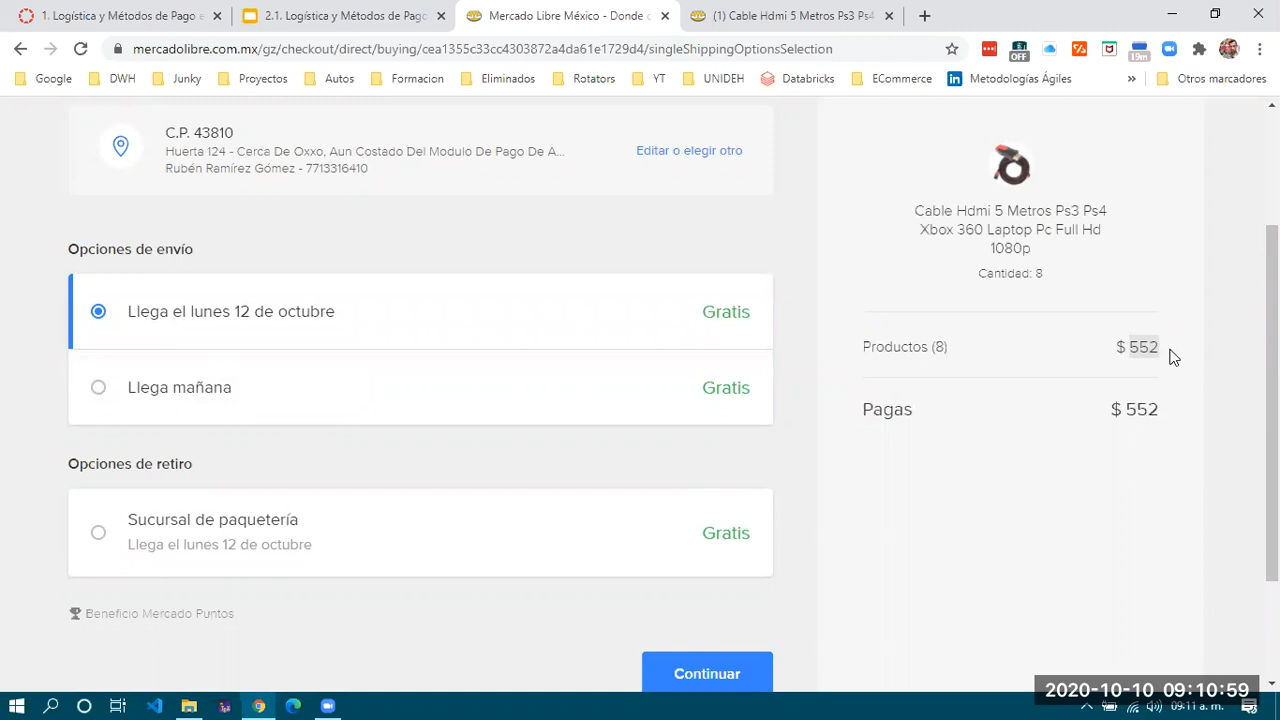 1. Logística y Métodos de Pago
2.1. Logística y Métodos de Pago
Mercado Libre México - Donde c
(1) Cable Hdmi 5 Metros Ps3 Ps4
mercadolibre.com.mx/gz/checkout/direct/buying/cea1355c33cc4303872a4da61e1729d4/singleShippingOptionsSelection
OFF
19m
Google
DWH
Junky
Proyectos
Autos
Formacion
Eliminados
Rotators
YT
UNIDEH
Databricks
ECommerce
Metodologías Ágiles
»
Otros marcadores
C.P. 43810
Huerta 124 - Cerca De Oxxo, Aun Costado Del Modulo De Pago De A...
Rubén Ramírez Gómez - 7713316410
Editar o elegir otro
Opciones de envío
Llega el lunes 12 de octubre Gratis
Llega mañana Gratis
Opciones de retiro
Sucursal de paquetería
Llega el lunes 12 de octubre
Gratis
Beneficio Mercado Puntos
Continuar
Cable Hdmi 5 Metros Ps3 Ps4
Xbox 360 Laptop Pc Full Hd
1080p
Cantidad: 8
Productos (8) $ 552
Pagas $ 552
2020-10-10 09:10:59
09:11 a. m.